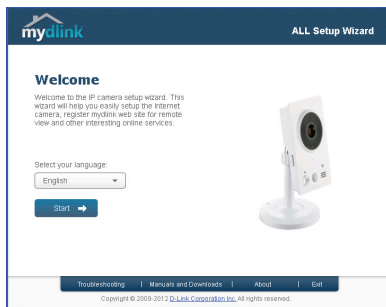 mydlink
ALL Setup Wizard
Welcome
Welcome to the IP camera setup wizard. This
wizard will help you easily setup the Internet
camera, register mydlink web site for remote
view and other interesting online services.
Select your language:
English
Start
Troubleshooting | Manuals and Downloads | About | Exit
Copyright © 2009-2012 D-Link Corporation Inc. All rights reserved.